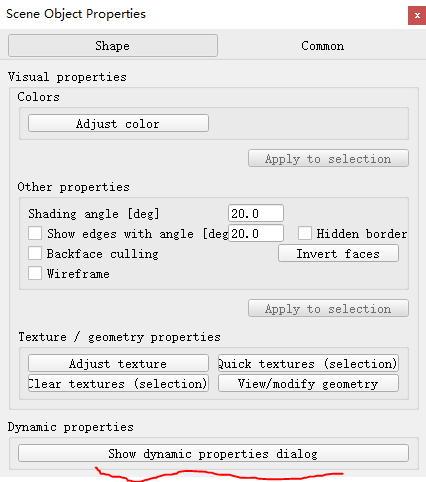 Scene Object Properties
x
Shape Common
Visual properties
Colors
Adjust color
Apply to selection
Other properties
Shading angle [deg] 20.0
Show edges with angle [deg 20.0 Hidden border
Backface culling Invert faces
Wireframe
Apply to selection
Texture / geometry properties
Adjust texture Quick textures (selection)
Clear textures (selection) View/modify geometry
Dynamic properties
Show dynamic properties dialog